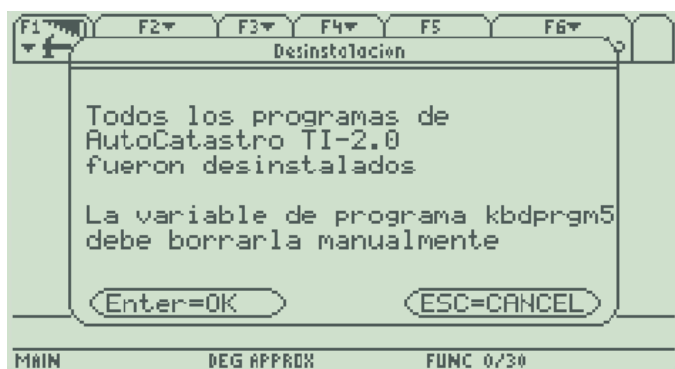 F1 F2 F3 F4 F5 F6
Desinstalacion
Todos los programas de
AutoCatastro TI-2.0
fueron desinstalados
La variable de programa kbdprgm5
debe borrarla manualmente
Enter=OK ESC=CANCEL
MAIN DEG APPROX FUNC 0/30